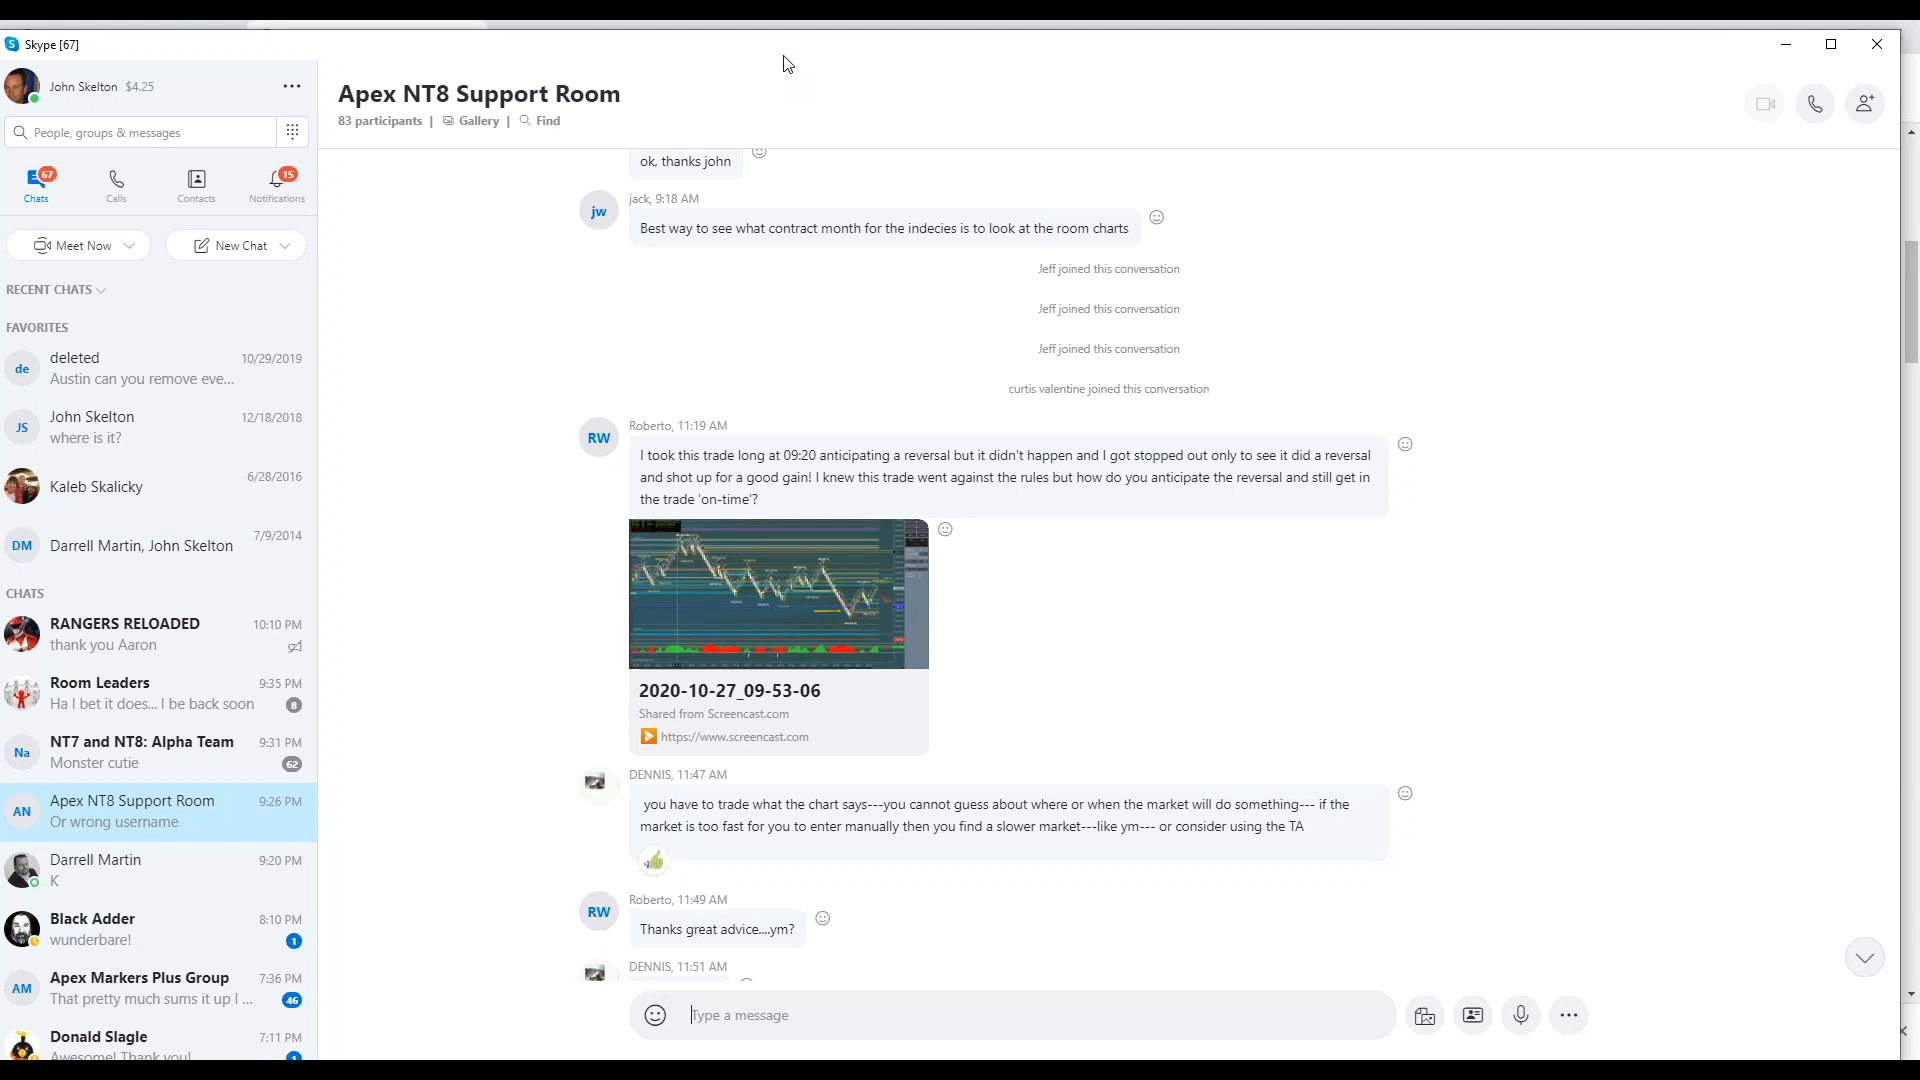 Skype [67]
John Skelton $4.25
People, groups & messages
67
15
Chats
Calls
Contacts
Notifications
Meet Now
New Chat
RECENT CHATS
FAVORITES
de
deleted
10/29/2019
Austin can you remove eve...
JS
John Skelton
12/18/2018
where is it?
Kaleb Skalicky
6/28/2016
DM
Darrell Martin, John Skelton
7/9/2014
CHATS
RANGERS RELOADED
10:10 PM
thank you Aaron
Room Leaders
9:35 PM
Ha I bet it does... I be back soon
8
Na
NT7 and NT8: Alpha Team
9:31 PM
Monster cutie
62
AN
Apex NT8 Support Room
9:26 PM
Or wrong username
Darrell Martin
9:20 PM
K
Black Adder
8:10 PM
wunderbare!
1
AM
Apex Markers Plus Group
7:36 PM
That pretty much sums it up I ...
46
Donald Slagle
7:11 PM
Awesome! Thank you!
1
Apex NT8 Support Room
83 participants | Gallery | Find
ok, thanks john
jw
jack, 9:18 AM
Best way to see what contract month for the indecies is to look at the room charts
Jeff joined this conversation
Jeff joined this conversation
Jeff joined this conversation
curtis valentine joined this conversation
RW
Roberto, 11:19 AM
I took this trade long at 09:20 anticipating a reversal but it didn't happen and I got stopped out only to see it did a reversal
and shot up for a good gain! I knew this trade went against the rules but how do you anticipate the reversal and still get in
the trade 'on-time'?
2020-10-27_09-53-06
Shared from Screencast.com
https://www.screencast.com
DENNIS, 11:47 AM
you have to trade what the chart says---you cannot guess about where or when the market will do something--- if the
market is too fast for you to enter manually then you find a slower market---like ym--- or consider using the TA
RW
Roberto, 11:49 AM
Thanks great advice....ym?
DENNIS, 11:51 AM
Type a message